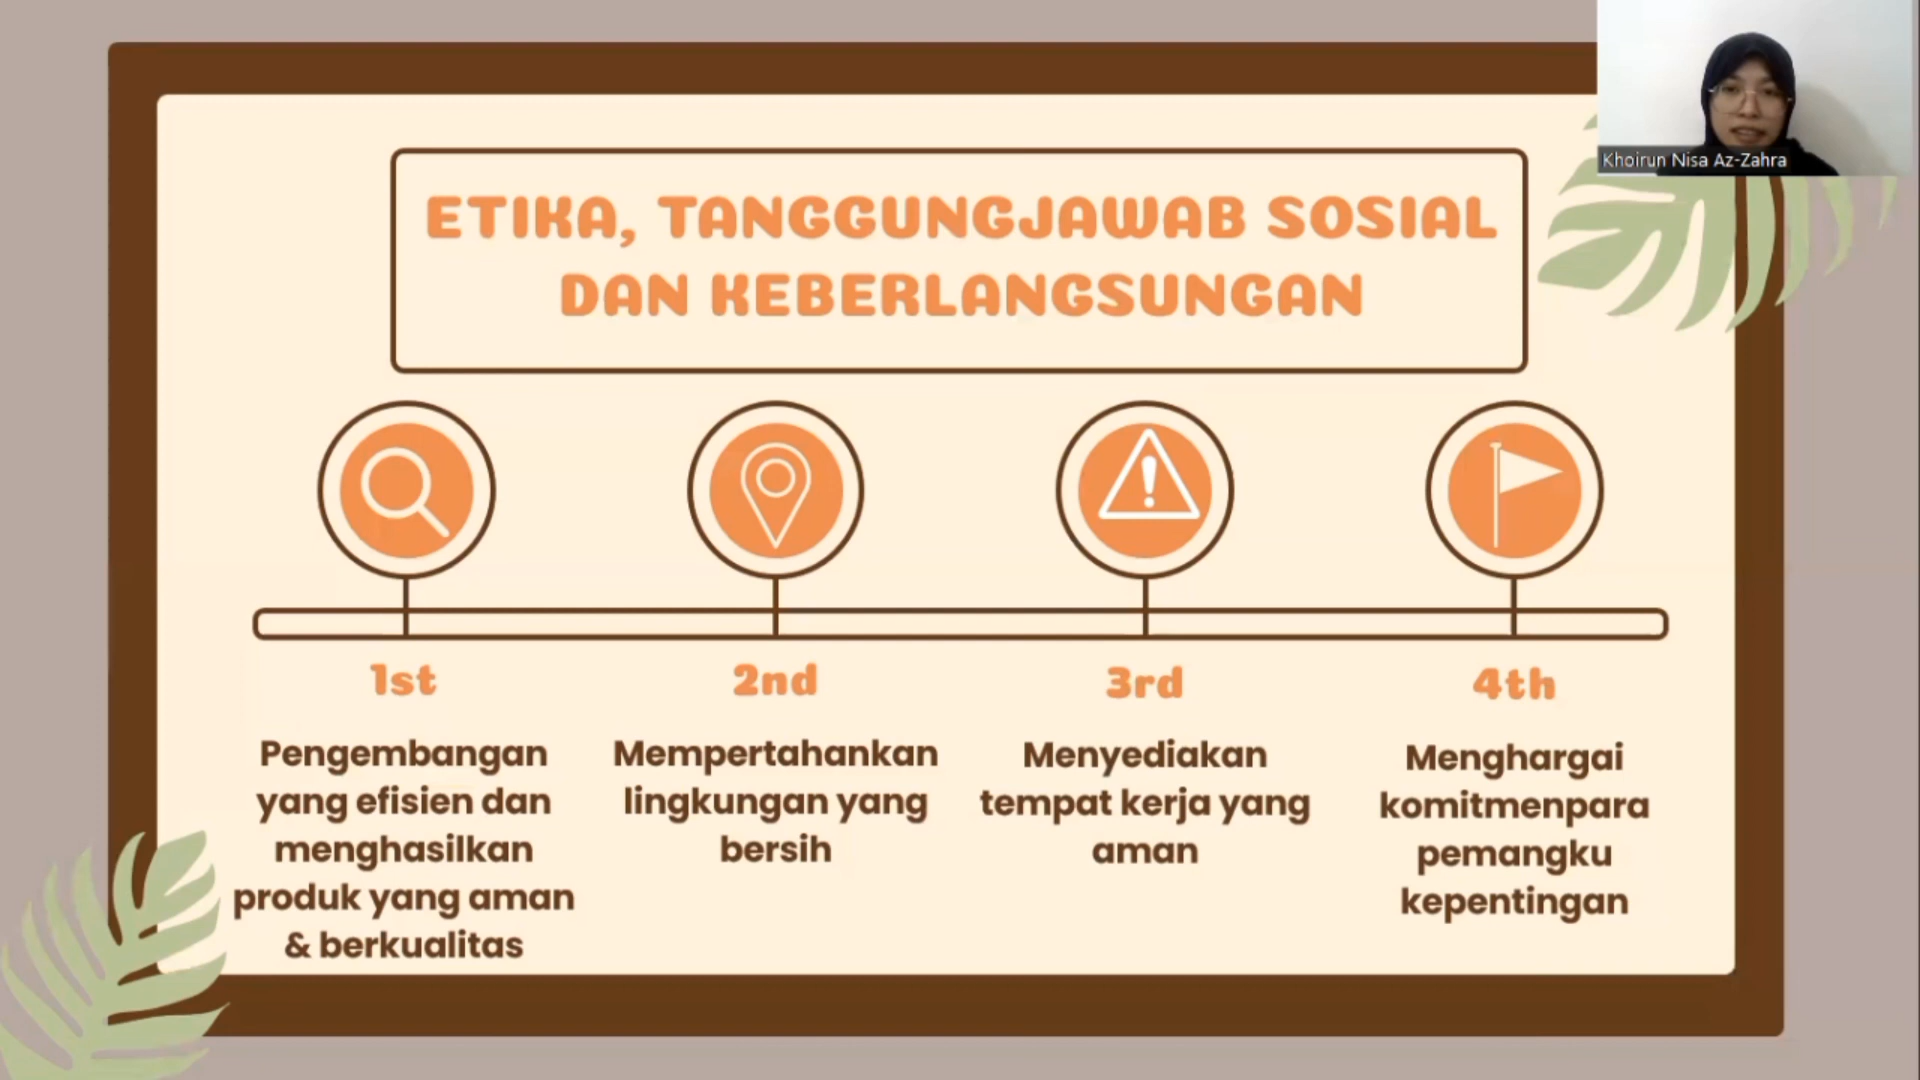 Khoirun Nisa Az-Zahra
ETIKA, TANGGUNGJAWAB SOSIAL
DAN KEBERLANGSUNGAN
1st
Pengembangan
yang efisien dan
menghasilkan
produk yang aman
& berkualitas
2nd
Mempertahankan
lingkungan yang
bersih
3rd
Menyediakan
tempat kerja yang
aman
4th
Menghargai
komitmenpara
pemangku
kepentingan